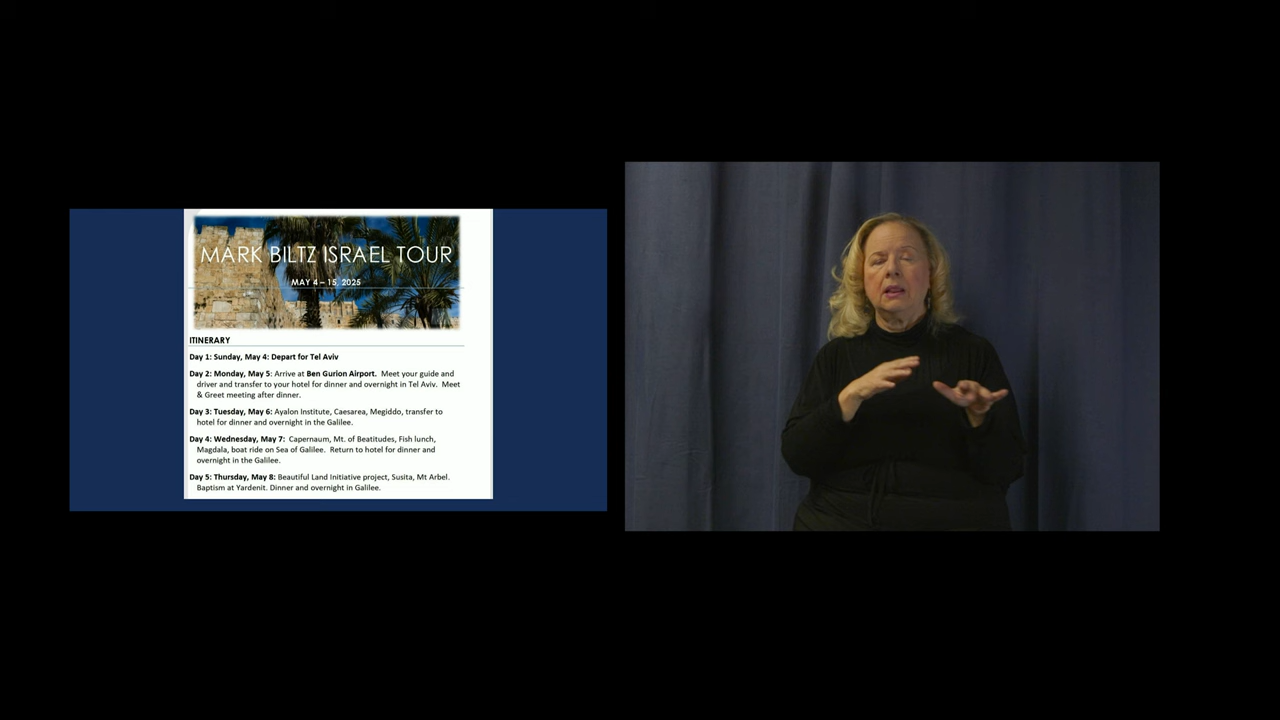 MARK BILTZ ISRAEL TOUR
MAY 4 – 15, 2025
ITINERARY
Day 1: Sunday, May 4: Depart for Tel Aviv
Day 2: Monday, May 5: Arrive at Ben Gurion Airport. Meet your guide and
driver and transfer to your hotel for dinner and overnight in Tel Aviv. Meet
& Greet meeting after dinner.
Day 3: Tuesday, May 6: Ayalon Institute, Caesarea, Megiddo, transfer to
hotel for dinner and overnight in the Galilee.
Day 4: Wednesday, May 7: Capernaum, Mt. of Beatitudes, Fish lunch,
Magdala, boat ride on Sea of Galilee. Return to hotel for dinner and
overnight in the Galilee.
Day 5: Thursday, May 8: Beautiful Land Initiative project, Susita, Mt Arbel.
Baptism at Yardenit. Dinner and overnight in Galilee.